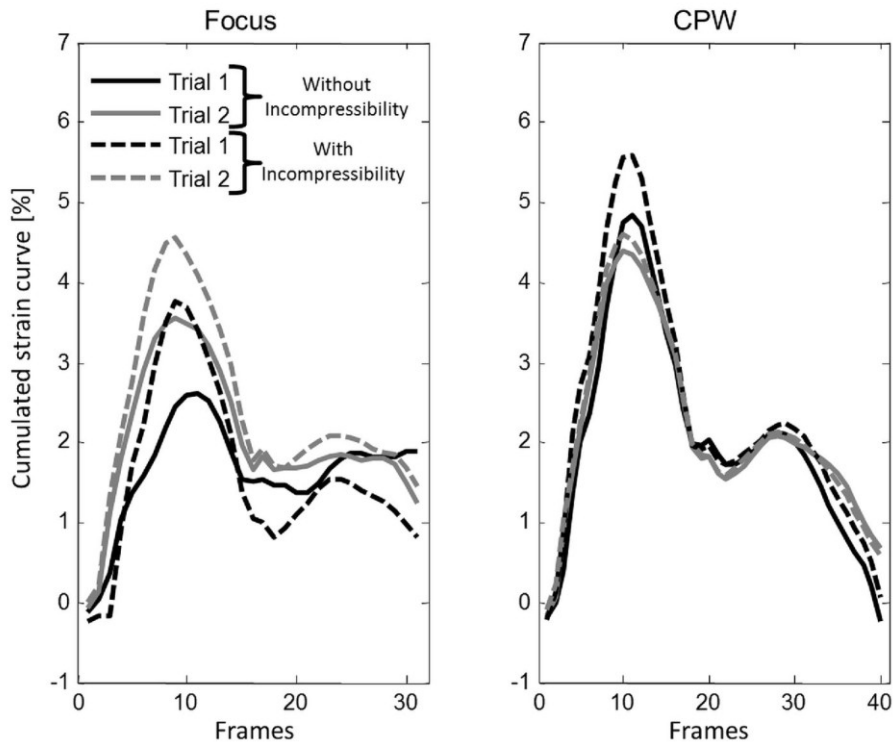 Focus
CPW
7
6
5
4
3
2
1
0
-1
Cumulated strain curve [%]
Trial 1
Trial 2
Without
Incompressibility
Trial 1
Trial 2
With
Incompressibility
0
10
20
30
Frames
7
6
5
4
3
2
1
0
-1
0
10
20
30
40
Frames